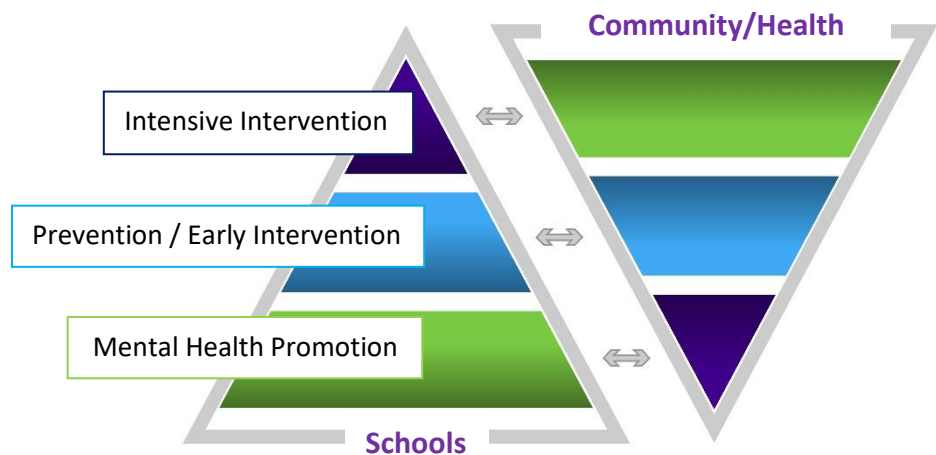 Community/Health
Intensive Intervention
Prevention / Early Intervention
Mental Health Promotion
Schools